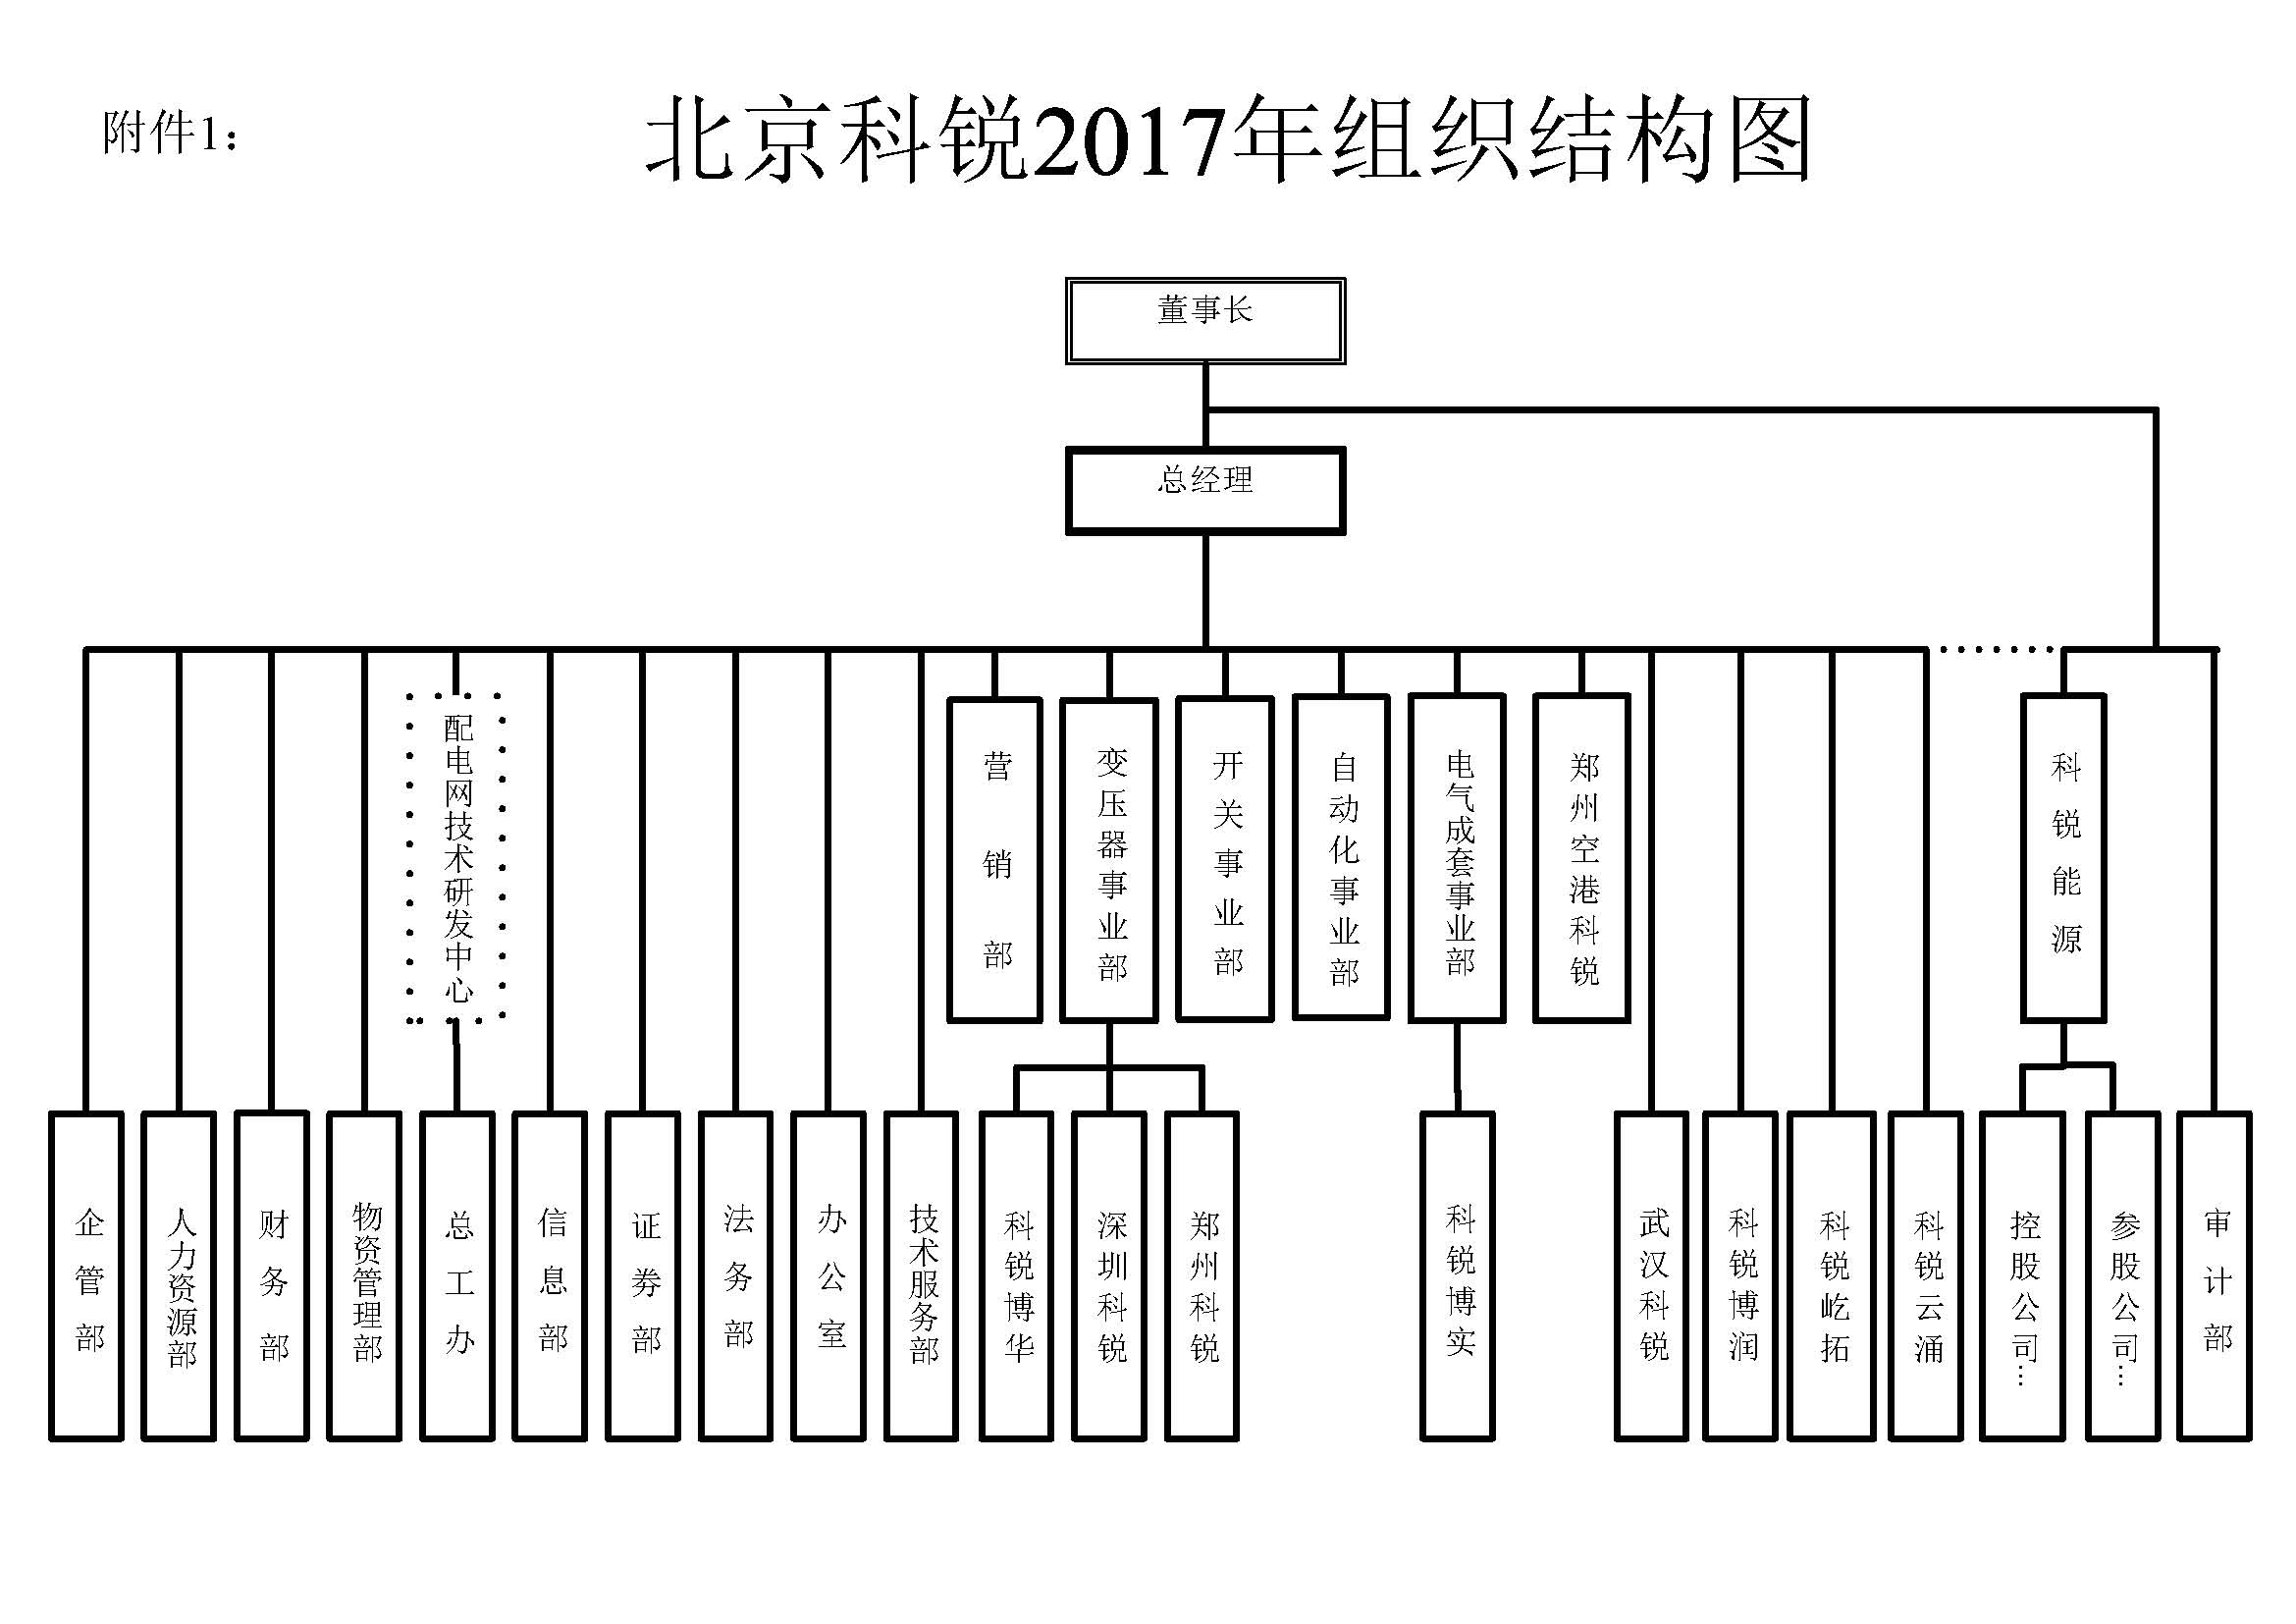 附件1：
北京科锐2017年组织结构图
董事长
总经理
配电网技术研发中心
营销部
变压器事业部
开关事业部
自动化事业部
电气成套事业部
郑州空港科锐
科锐能源
企管部
人力资源部
财务部
物资管理部
总工办
信息部
证券部
法务部
办公室
技术服务部
科锐博华
深圳科锐
郑州科锐
科锐博实
武汉科锐
科锐博润
科锐屹拓
科锐云涌
控股公司…
参股公司…
审计部